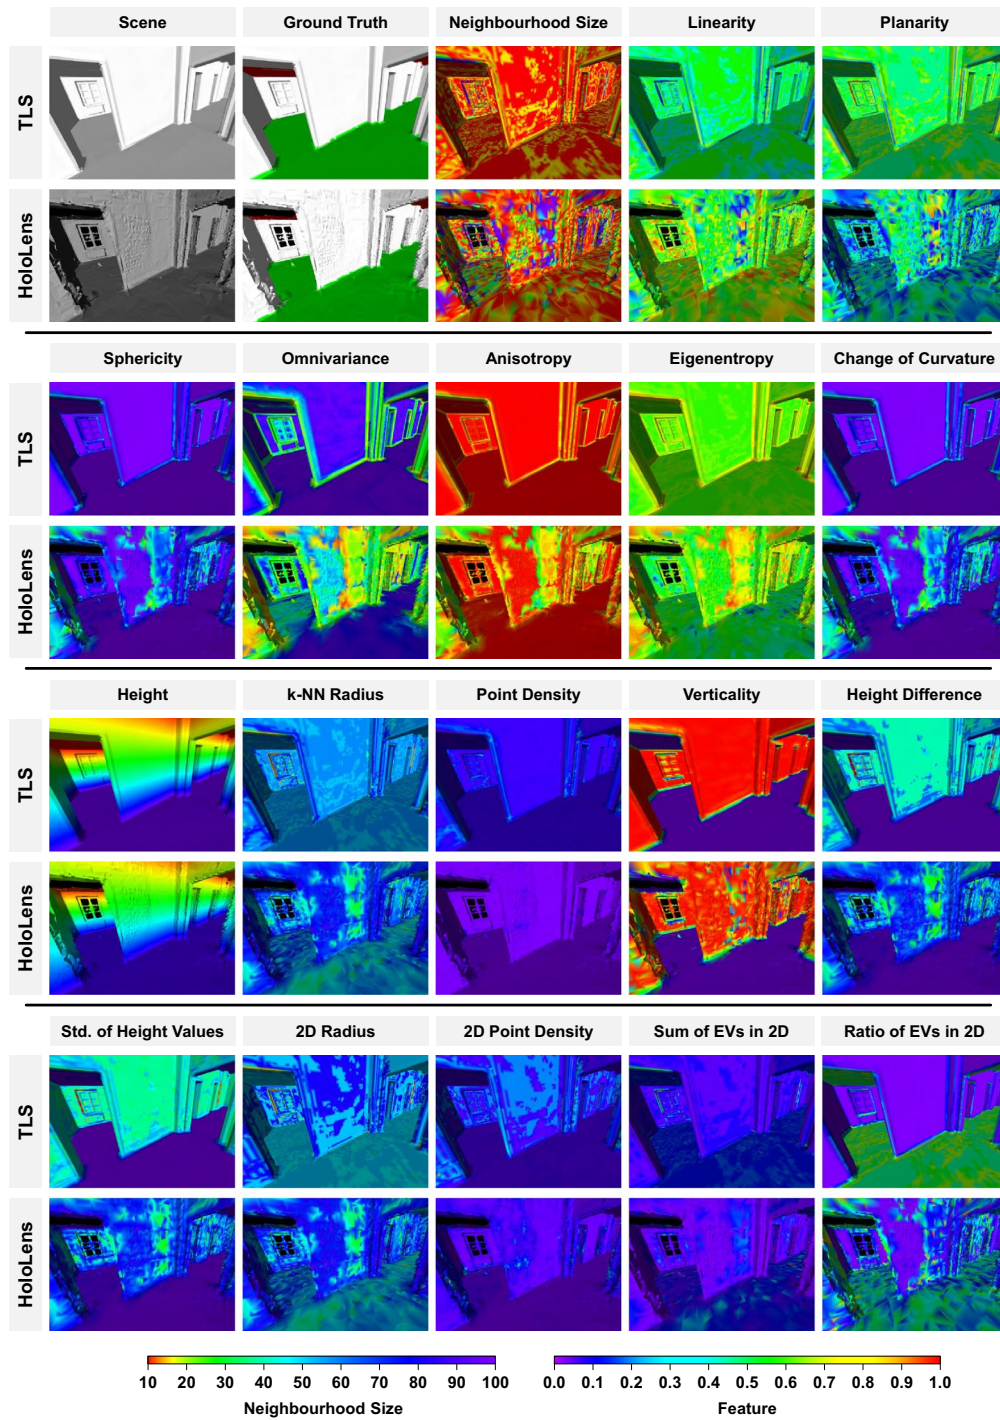 Scene Ground Truth Neighbourhood Size Linearity Planarity
TLS
HoloLens
Sphericity Omnivariance Anisotropy Eigenentropy Change of Curvature
TLS
HoloLens
Height k-NN Radius Point Density Verticality Height Difference
TLS
HoloLens
Std. of Height Values 2D Radius 2D Point Density Sum of EVs in 2D Ratio of EVs in 2D
TLS
HoloLens
10 20 30 40 50 60 70 80 90 100 0.0 0.1 0.2 0.3 0.4 0.5 0.6 0.7 0.8 0.9 1.0
Neighbourhood Size Feature